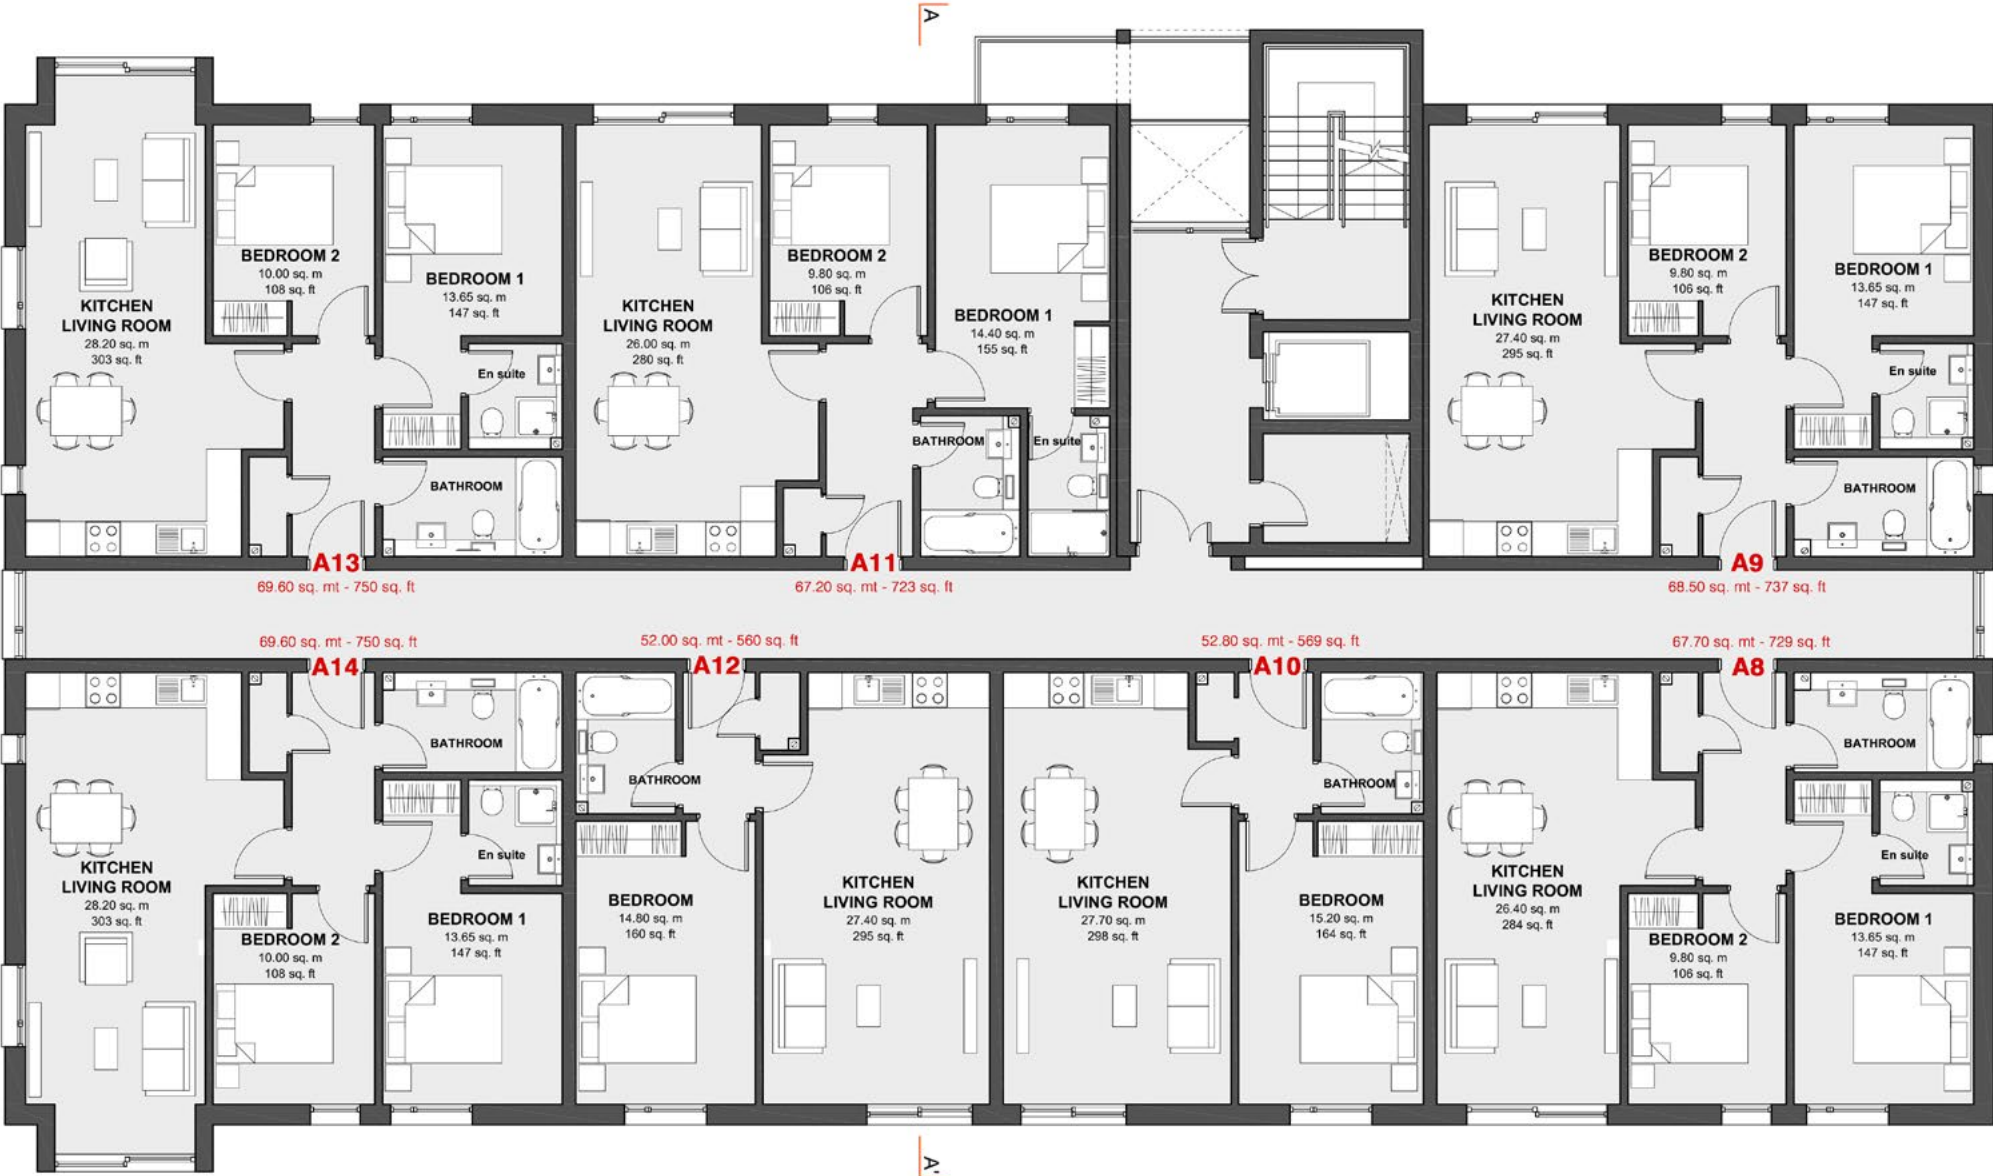 A
KITCHEN
LIVING ROOM
28.20 sq. m
303 sq. ft
BEDROOM 2
10.00 sq. m
108 sq. ft
BEDROOM 1
13.65 sq. m
147 sq. ft
En suite
BATHROOM
KITCHEN
LIVING ROOM
26.00 sq. m
280 sq. ft
BEDROOM 2
9.80 sq. m
106 sq. ft
BEDROOM 1
14.40 sq. m
155 sq. ft
BATHROOM
En suite
KITCHEN
LIVING ROOM
27.40 sq. m
295 sq. ft
BEDROOM 2
9.80 sq. m
106 sq. ft
BEDROOM 1
13.65 sq. m
147 sq. ft
En suite
BATHROOM
A13
69.60 sq. mt - 750 sq. ft
A11
67.20 sq. mt - 723 sq. ft
A9
68.50 sq. mt - 737 sq. ft
69.60 sq. mt - 750 sq. ft
A14
52.00 sq. mt - 560 sq. ft
A12
52.80 sq. mt - 569 sq. ft
A10
67.70 sq. mt - 729 sq. ft
A8
BATHROOM
En suite
KITCHEN
LIVING ROOM
28.20 sq. m
303 sq. ft
BEDROOM 2
10.00 sq. m
108 sq. ft
BEDROOM 1
13.65 sq. m
147 sq. ft
BATHROOM
BEDROOM
14.80 sq. m
160 sq. ft
KITCHEN
LIVING ROOM
27.40 sq. m
295 sq. ft
KITCHEN
LIVING ROOM
27.70 sq. m
298 sq. ft
BATHROOM
BEDROOM
15.20 sq. m
164 sq. ft
KITCHEN
LIVING ROOM
26.40 sq. m
284 sq. ft
BATHROOM
En suite
BEDROOM 2
9.80 sq. m
106 sq. ft
BEDROOM 1
13.65 sq. m
147 sq. ft
A'